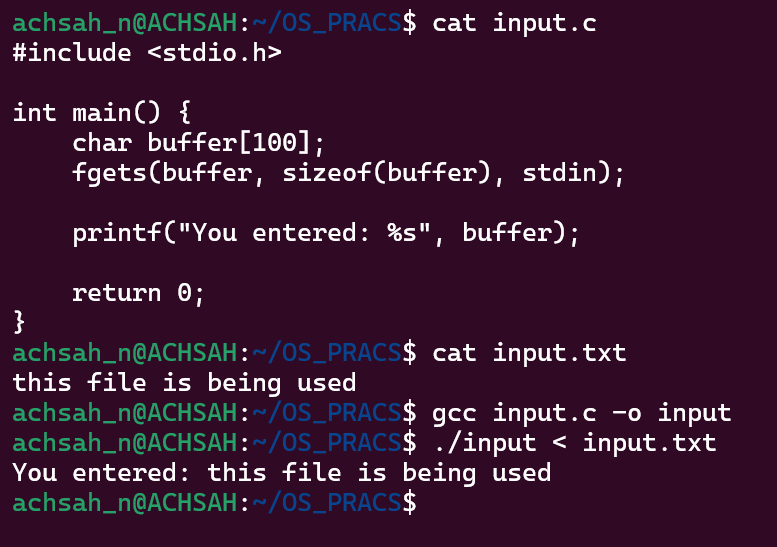 achsah_n@ACHSAH:~/OS_PRACS$ cat input.c
#include <stdio.h>

int main() {
    char buffer[100];
    fgets(buffer, sizeof(buffer), stdin);

    printf("You entered: %s", buffer);

    return 0;
}
achsah_n@ACHSAH:~/OS_PRACS$ cat input.txt
this file is being used
achsah_n@ACHSAH:~/OS_PRACS$ gcc input.c -o input
achsah_n@ACHSAH:~/OS_PRACS$ ./input < input.txt
You entered: this file is being used
achsah_n@ACHSAH:~/OS_PRACS$